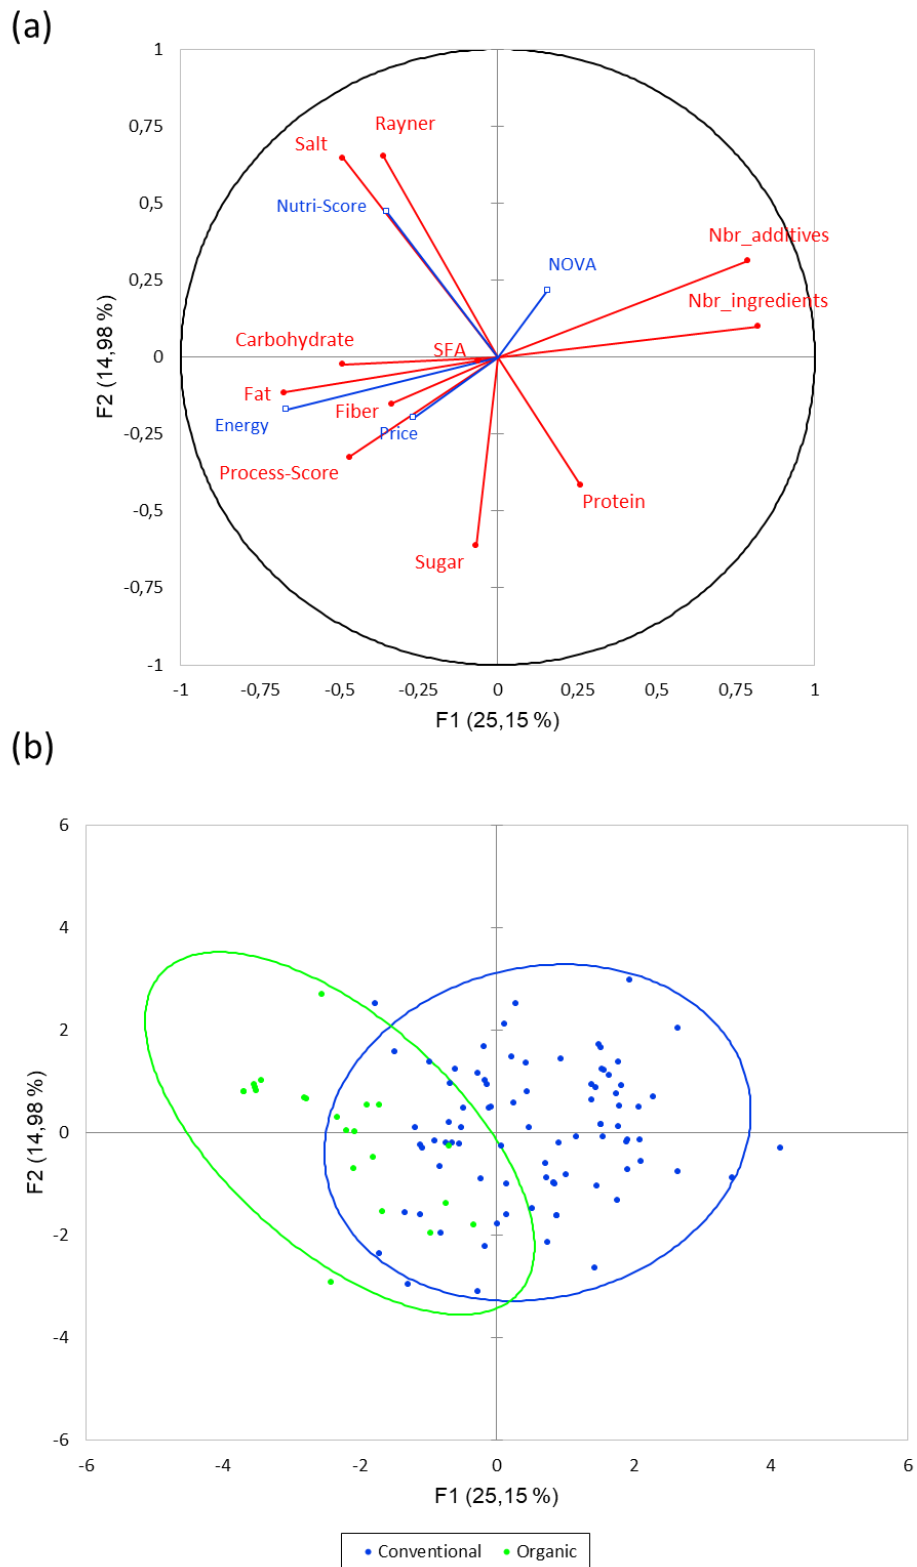 (a)
1
0,75
0,5
0,25
0
-0,25
-0,5
-0,75
-1
F2 (14,98 %)
Rayner
Salt
Nutri-Score
Nbr_additives
NOVA
Nbr_ingredients
Carbohydrate
SFA
Fat
Fiber
Energy
Price
Process-Score
Protein
Sugar
-1 -0,75 -0,5 -0,25 0 0,25 0,5 0,75 1
F1 (25,15 %)
(b)
6
4
2
0
-2
-4
-6
F2 (14,98 %)
-6 -4 -2 0 2 4 6
F1 (25,15 %)
Conventional Organic